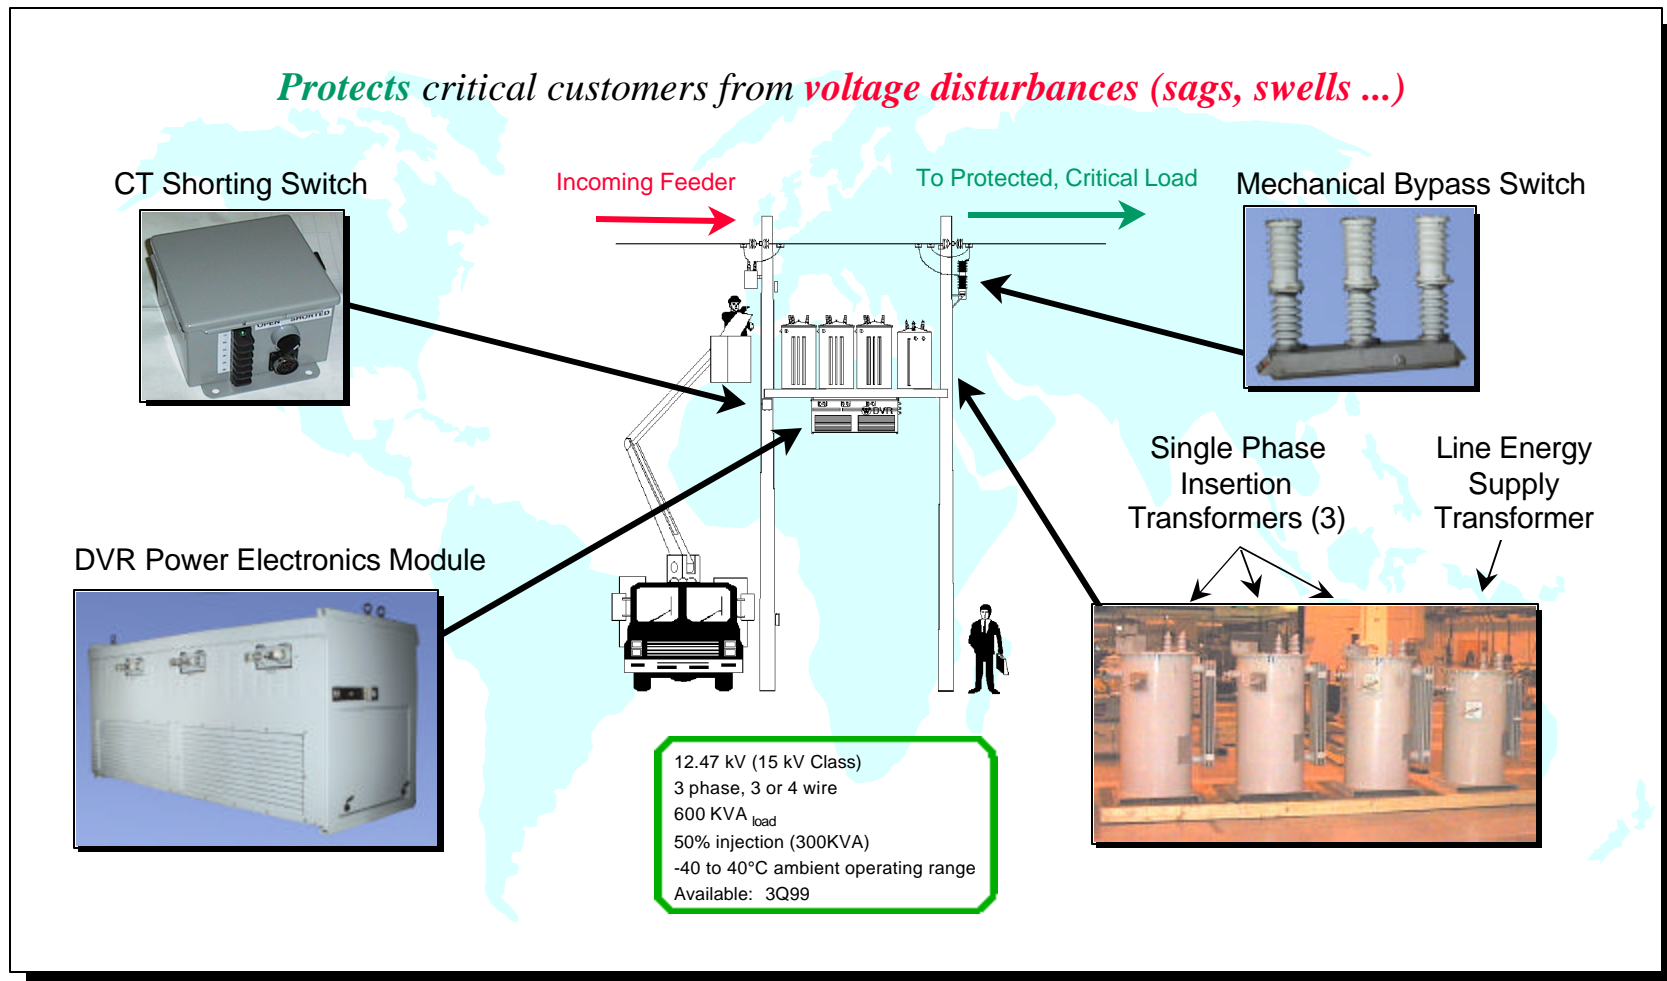 Protects critical customers from voltage disturbances (sags, swells ...)
CT Shorting Switch
Incoming Feeder
To Protected, Critical Load
Mechanical Bypass Switch
OPEN SHORTED
DVR
Single Phase
Insertion
Transformers (3)
Line Energy
Supply
Transformer
DVR Power Electronics Module
12.47 kV (15 kV Class)
3 phase, 3 or 4 wire
600 KVA load
50% injection (300KVA)
-40 to 40°C ambient operating range
Available: 3Q99